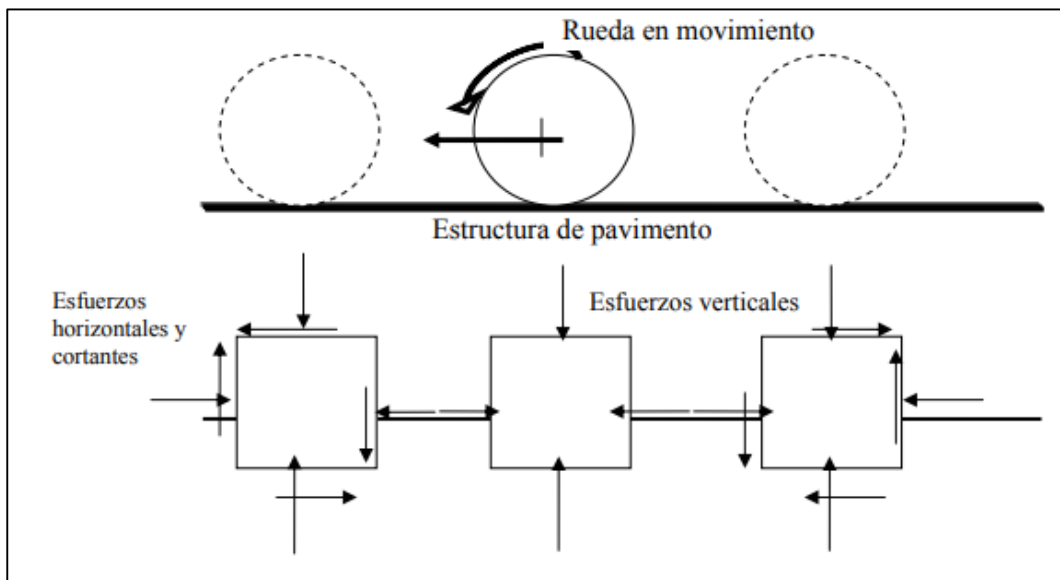 Rueda en movimiento
Estructura de pavimento
Esfuerzos
horizontales y
cortantes
Esfuerzos verticales